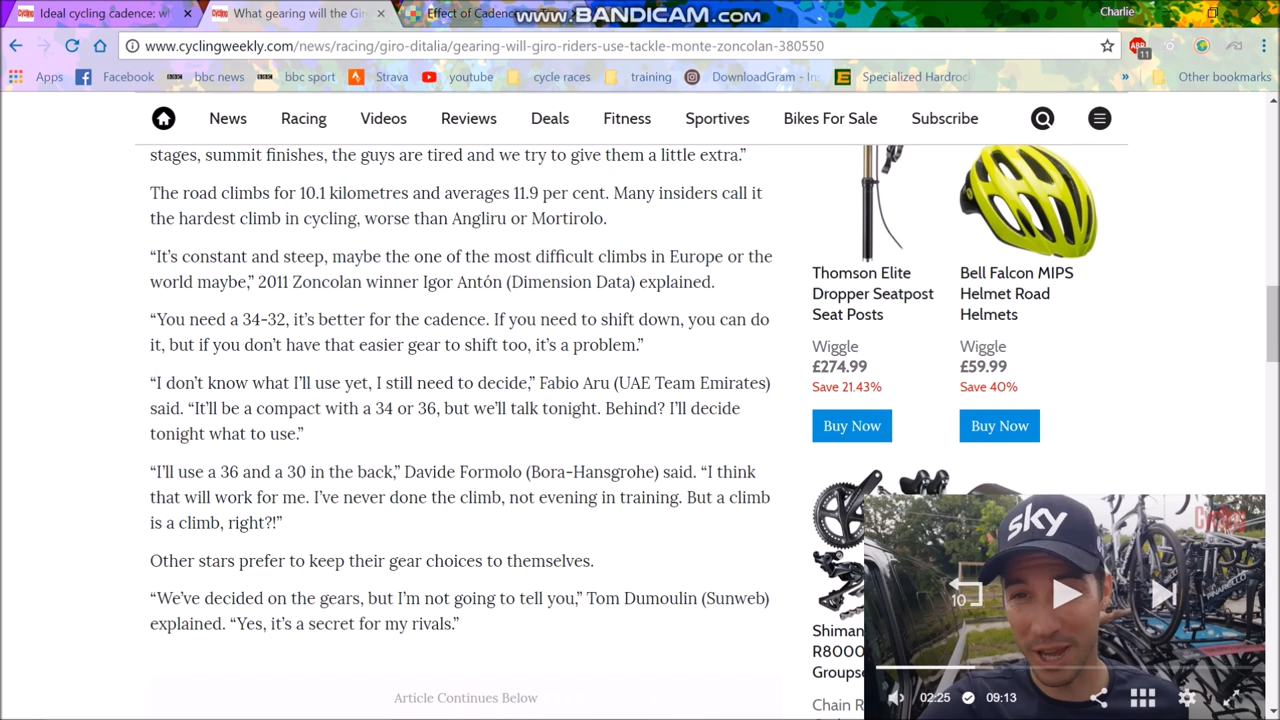 Ideal cycling cadence: w
What gearing will the Gir
Effect of Cadenc
www.BANDICAM.com
Charlie
www.cyclingweekly.com/news/racing/giro-ditalia/gearing-will-giro-riders-use-tackle-monte-zoncolan-380550
ABP
11
Apps
Facebook
BBC
bbc news
BBC
bbc sport
Strava
youtube
cycle races
training
DownloadGram - Ins
Specialized Hardroc
»
Other bookmarks
News
Racing
Videos
Reviews
Deals
Fitness
Sportives
Bikes For Sale
Subscribe
stages, summit finishes, the guys are tired and we try to give them a little extra.”
The road climbs for 10.1 kilometres and averages 11.9 per cent. Many insiders call it
the hardest climb in cycling, worse than Angliru or Mortirolo.
“It’s constant and steep, maybe the one of the most difficult climbs in Europe or the
world maybe,” 2011 Zoncolan winner Igor Antón (Dimension Data) explained.
“You need a 34-32, it’s better for the cadence. If you need to shift down, you can do
it, but if you don’t have that easier gear to shift too, it’s a problem.”
“I don’t know what I’ll use yet, I still need to decide,” Fabio Aru (UAE Team Emirates)
said. “It’ll be a compact with a 34 or 36, but we’ll talk tonight. Behind? I’ll decide
tonight what to use.”
“I’ll use a 36 and a 30 in the back,” Davide Formolo (Bora-Hansgrohe) said. “I think
that will work for me. I’ve never done the climb, not evening in training. But a climb
is a climb, right?!”
Other stars prefer to keep their gear choices to themselves.
“We’ve decided on the gears, but I’m not going to tell you,” Tom Dumoulin (Sunweb)
explained. “Yes, it’s a secret for my rivals.”
Article Continues Below
Thomson Elite
Dropper Seatpost
Seat Posts
Wiggle
£274.99
Save 21.43%
Buy Now
Bell Falcon MIPS
Helmet Road
Helmets
Wiggle
£59.99
Save 40%
Buy Now
Shiman
R8000
Groupse
Chain R
sky
Cycling
PINARELLO
10
02:25
09:13